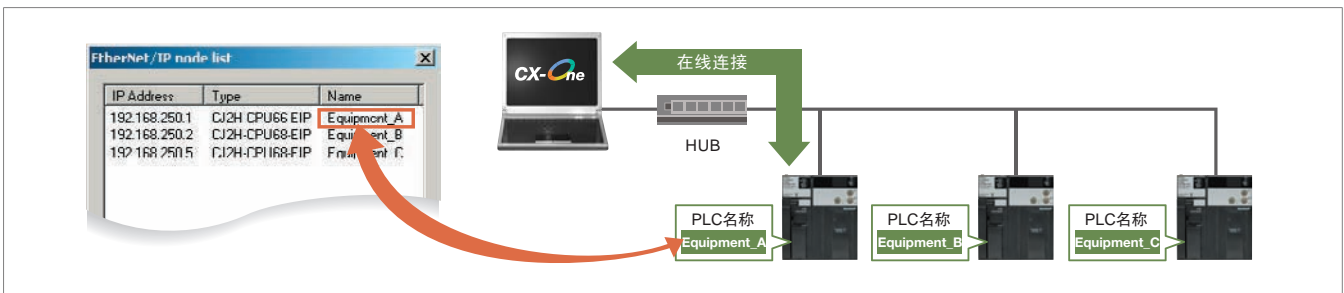 EtherNet/IP node list
IP Address Type Name
192.168.250.1 CJ2H-CPU66-EIP Equipment_A
192.168.250.2 CJ2H-CPU68-EIP Equipment_B
192.168.250.5 CJ2H-CPU68-EIP Equipment_C
CX-One
在线连接
HUB
PLC名称
Equipment_A
PLC名称
Equipment_B
PLC名称
Equipment_C